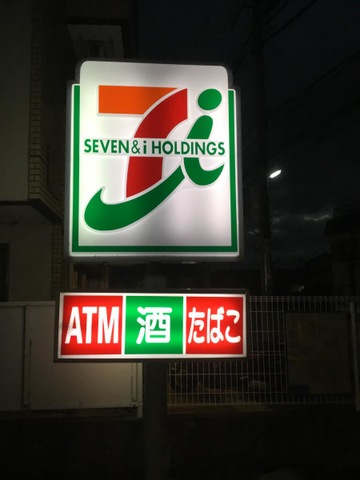 7i
SEVEN & i HOLDINGS
ATM 酒 たばこ